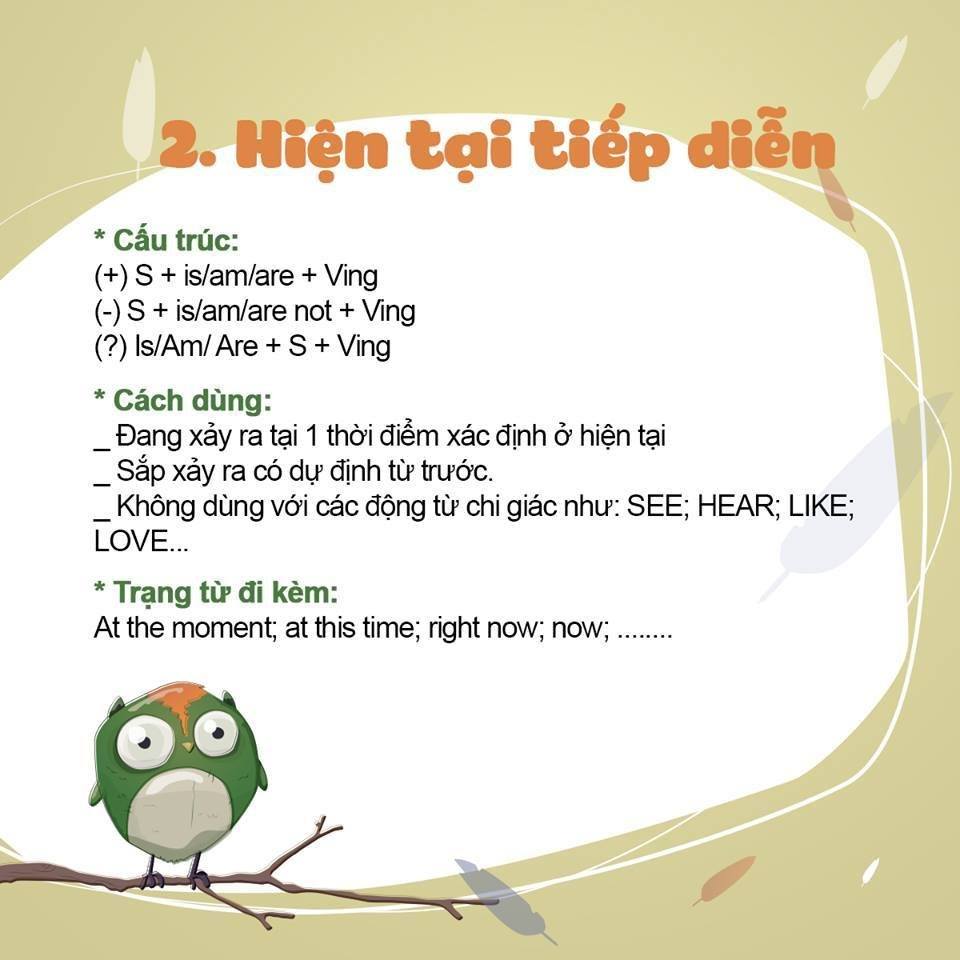 2. Hiện tại tiếp diễn
* Cấu trúc:
(+) S + is/am/are + Ving
(-) S + is/am/are not + Ving
(?) Is/Am/ Are + S + Ving
* Cách dùng:
_ Đang xảy ra tại 1 thời điểm xác định ở hiện tại
_ Sắp xảy ra có dự định từ trước.
_ Không dùng với các động từ chi giác như: SEE; HEAR; LIKE;
LOVE...
* Trạng từ đi kèm:
At the moment; at this time; right now; now; ........